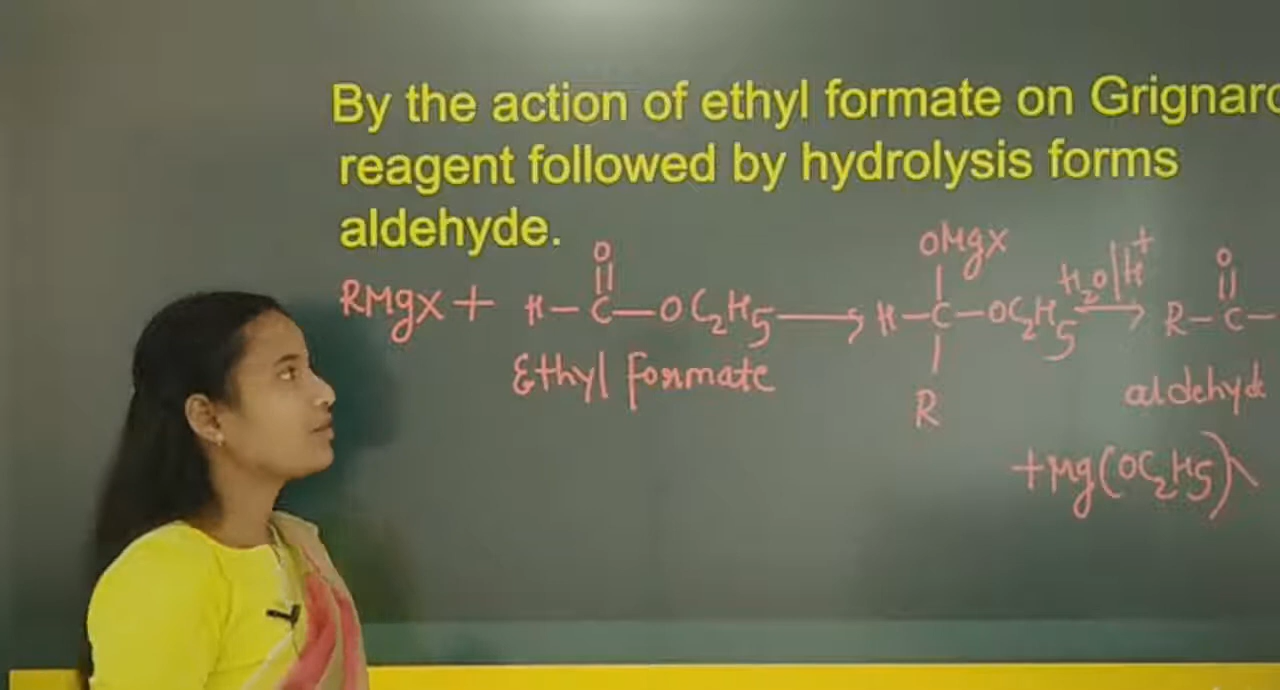 By the action of ethyl formate on Grignard
reagent followed by hydrolysis forms
aldehyde.
O OMgX H₂O/H⁺ O
RMgX + H–C–OC₂H₅ ⟶ H–C–OC₂H₅ ⟶ R–C–
Ethyl formate R aldehyde
+Mg(OC₂H5)X